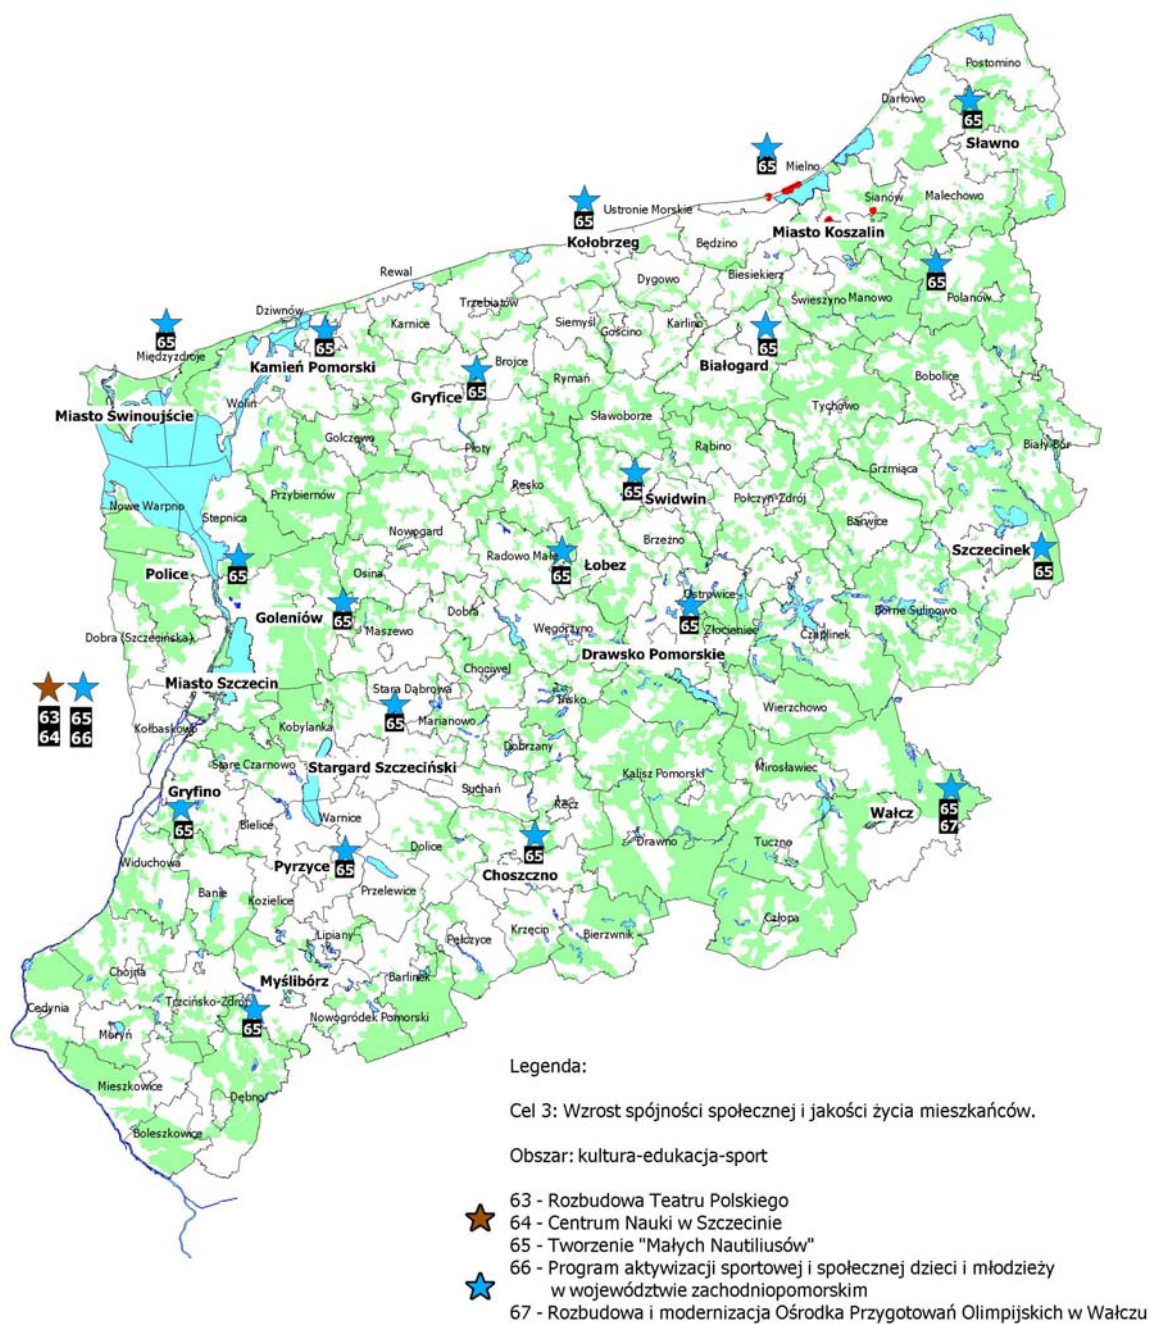 Postomino
Darłowo
65
Sławno
65
Mielno
Sianów
Malechowo
65
Ustronie Morskie
Miasto Koszalin
Kołobrzeg
Będzino
Rewal
Dygowo
Biesiekierz
65
Polanów
Świeszyno
Manowo
Dziwnów
Trzebiatów
Karnice
Siemyśl
Gościno
Karlino
65
65
Międzyzdroje
65
Kamień Pomorski
Brojce
Białogard
Rymań
Bobolice
Gryfice
65
Wolin
Miasto Świnoujście
Sławoborze
Tychowo
Golczewo
Płoty
Rąbino
Biały Bór
Grzmiąca
Przybiernów
Resko
65
Świdwin
Połczyn-Zdrój
Nowe Warpno
Stepnica
Nowogard
Barwice
Brzeżno
Radowo Małe
Szczecinek
65
Police
65
Osina
65
Łobez
Ostrowice
Goleniów
65
Dobra
Borne Sulinowo
Maszewo
Węgorzyno
65
Złocieniec
Czaplinek
Dobra (Szczecińska)
Drawsko Pomorskie
Chociwel
Miasto Szczecin
Stara Dąbrowa
Ińsko
63
64
65
66
65
Marianowo
Wierzchowo
Kołbaskowo
Kobylanka
Dobrzany
Stare Czarnowo
Stargard Szczeciński
Kalisz Pomorski
Mirosławiec
Suchań
Gryfino
Recz
65
67
Wałcz
65
Bielice
Warnice
Drawno
Tuczno
Dolice
65
Widuchowa
Pyrzyce
65
Choszczno
Banie
Kozielice
Przelewice
Człopa
Lipiany
Pełczyce
Krzęcin
Bierzwnik
Chojna
Myślibórz
Barlinek
Cedynia
Trzcińsko-Zdrój
65
Nowogródek Pomorski
Moryń
Mieszkowice
Dębno
Boleszkowice
Legenda:
Cel 3: Wzrost spójności społecznej i jakości życia mieszkańców.
Obszar: kultura-edukacja-sport
63 - Rozbudowa Teatru Polskiego
64 - Centrum Nauki w Szczecinie
65 - Tworzenie "Małych Nautiliusów"
66 - Program aktywizacji sportowej i społecznej dzieci i młodzieży
w województwie zachodniopomorskim
67 - Rozbudowa i modernizacja Ośrodka Przygotowań Olimpijskich w Wałczu